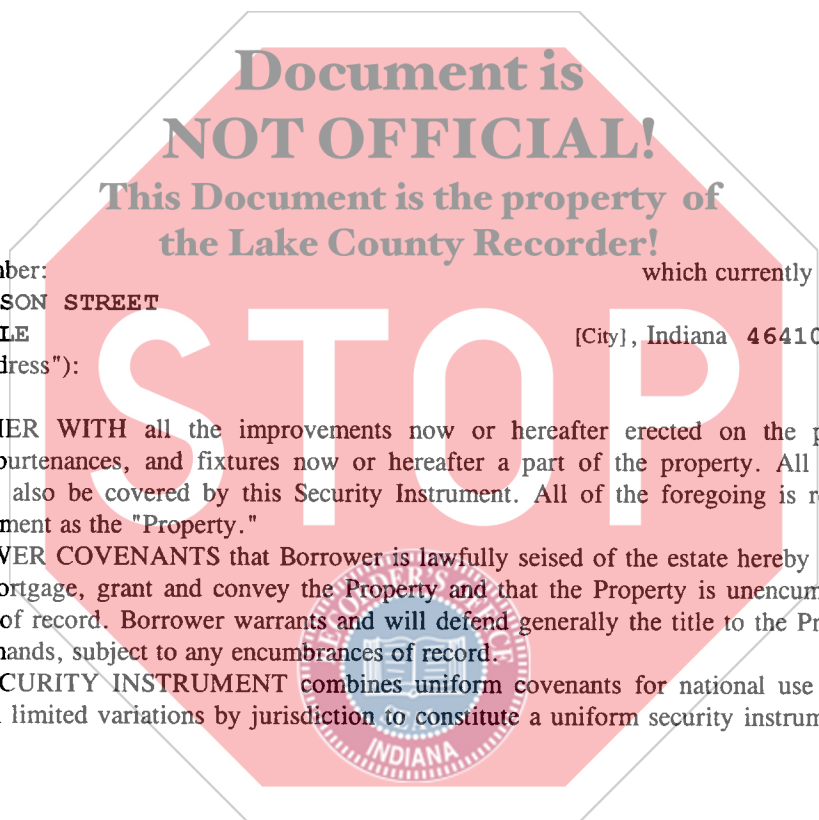 Document is
NOT OFFICIAL!
This Document is the property of
the Lake County Recorder!
nber: which currently
SON STREET
LE [City], Indiana 46410
dress"):
STOP
IER WITH all the improvements now or hereafter erected on the p
purtenances, and fixtures now or hereafter a part of the property. All
also be covered by this Security Instrument. All of the foregoing is r
ment as the "Property."
VER COVENANTS that Borrower is lawfully seised of the estate hereby
ortgage, grant and convey the Property and that the Property is unencum
of record. Borrower warrants and will defend generally the title to the Pr
nands, subject to any encumbrances of record.
CURITY INSTRUMENT combines uniform covenants for national use
limited variations by jurisdiction to constitute a uniform security instrum
RECORDER'S OFFICE
INDIANA